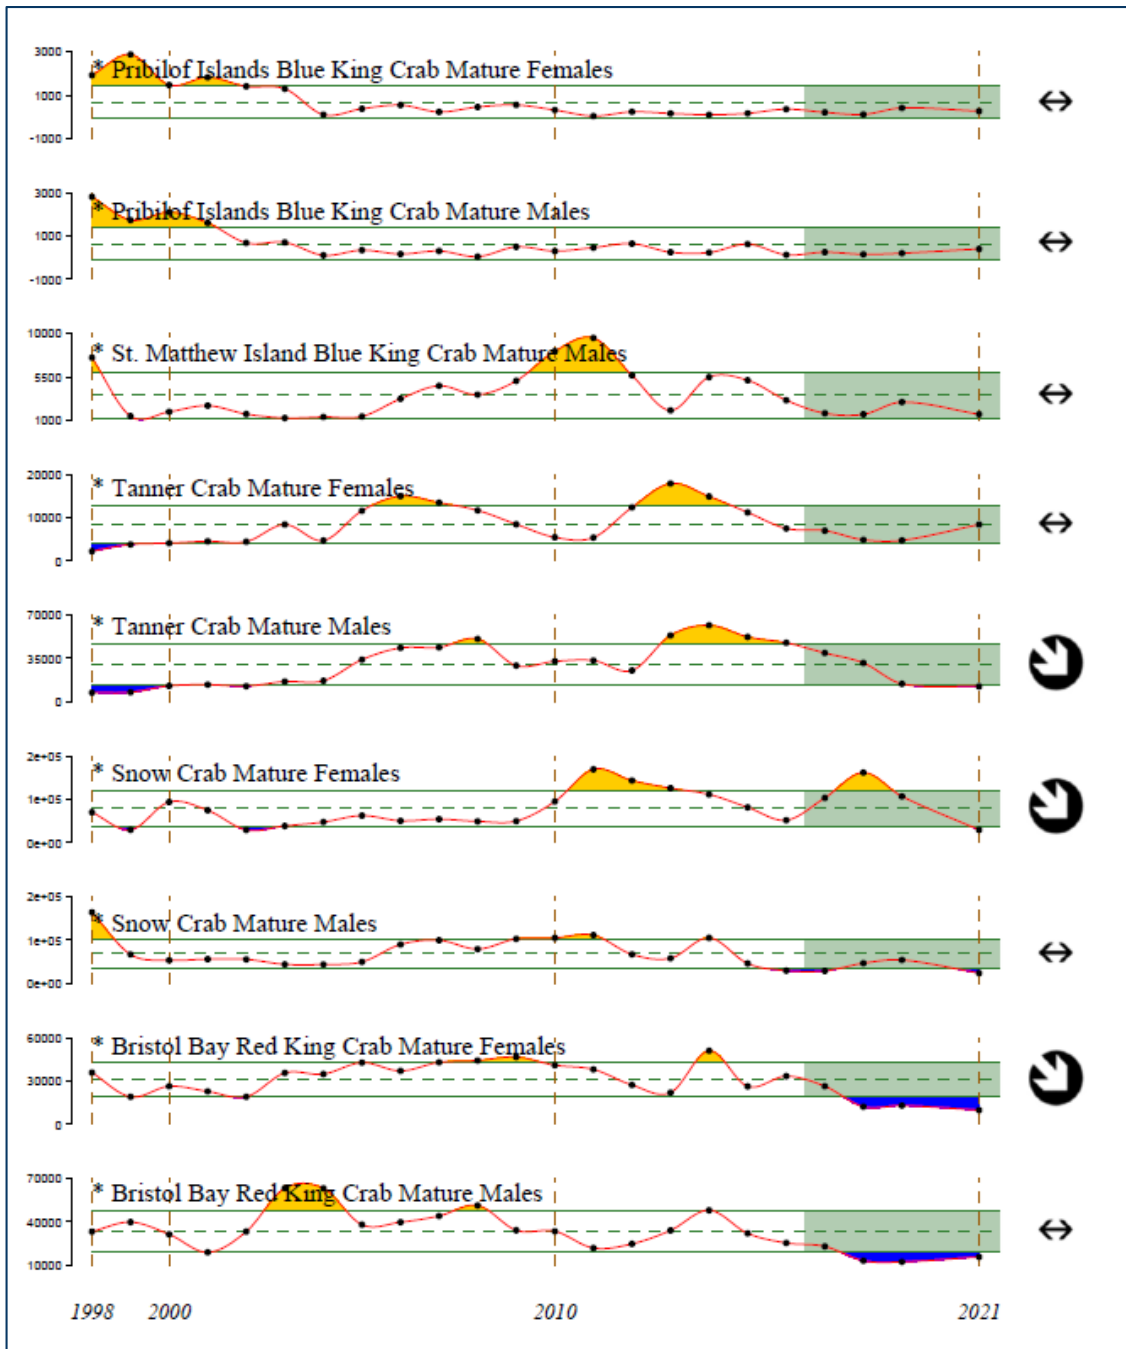 3000
* Pribilof Islands Blue King Crab Mature Females
1000
-1000
3000
* Pribilof Islands Blue King Crab Mature Males
1000
-1000
10000
* St. Matthew Island Blue King Crab Mature Males
5500
1000
20000
* Tanner Crab Mature Females
10000
0
70000
* Tanner Crab Mature Males
35000
0
2e+05
* Snow Crab Mature Females
1e+05
0e+00
2e+05
* Snow Crab Mature Males
1e+05
0e+00
60000
* Bristol Bay Red King Crab Mature Females
30000
0
70000
* Bristol Bay Red King Crab Mature Males
40000
10000
1998 2000 2010 2021